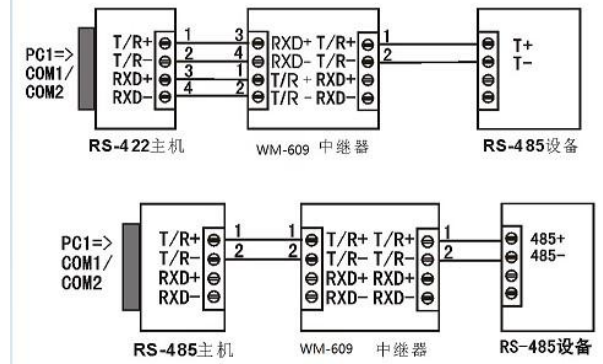 PC1=>
COM1/
COM2
T/R+ 1 3 RXD+ T/R+ 1 T+
T/R- 2 4 RXD- T/R- 2 T-
RXD+ 3 1 T/R+ RXD+
RXD- 4 2 T/R- RXD-
RS-422主机
WM-609 中继器
RS-485设备
PC1=>
COM1/
COM2
T/R+ 1 1 T/R+ T/R+ 1 485+
T/R- 2 2 T/R- T/R- 2 485-
RXD+ RXD+ RXD+
RXD- RXD- RXD-
RS-485主机
WM-609 中继器
RS-485设备